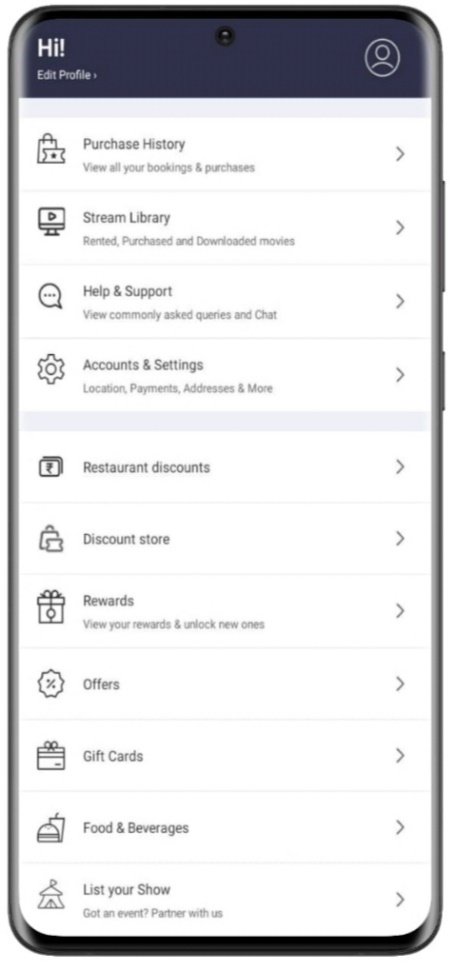 Hi!
Edit Profile ›
Purchase History
View all your bookings & purchases
Stream Library
Rented, Purchased and Downloaded movies
Help & Support
View commonly asked queries and Chat
Accounts & Settings
Location, Payments, Addresses & More
₹
Restaurant discounts
Discount store
Rewards
View your rewards & unlock new ones
%
Offers
Gift Cards
Food & Beverages
List your Show
Got an event? Partner with us